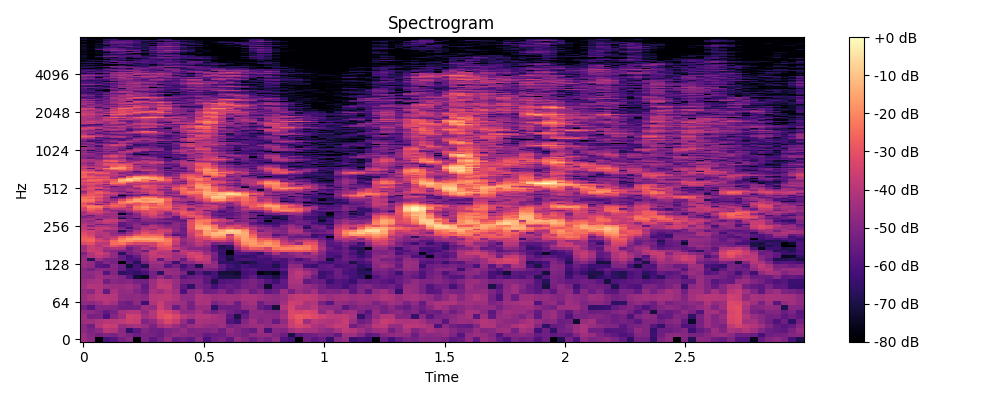 Spectrogram
Hz
4096
2048
1024
512
256
128
64
0
0
0.5
1
1.5
2
2.5
Time
+0 dB
-10 dB
-20 dB
-30 dB
-40 dB
-50 dB
-60 dB
-70 dB
-80 dB